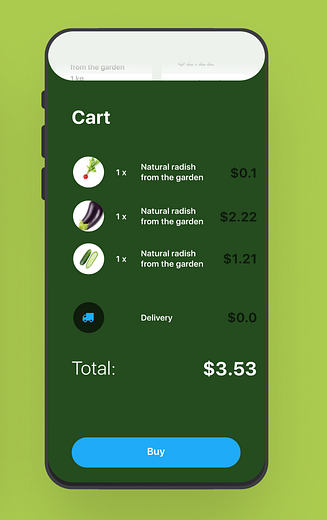 from the garden
1 kg
Cart
1 x Natural radish from the garden $0.1
1 x Natural radish from the garden $2.22
1 x Natural radish from the garden $1.21
Delivery $0.0
Total: $3.53
Buy